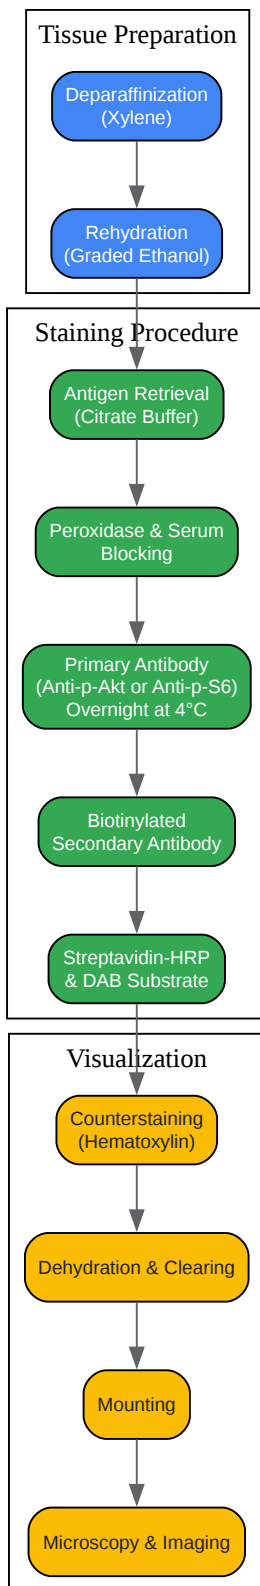 Tissue Preparation
Deparaffinization
(Xylene)
Rehydration
(Graded Ethanol)
Staining Procedure
Antigen Retrieval
(Citrate Buffer)
Peroxidase & Serum
Blocking
Primary Antibody
(Anti-p-Akt or Anti-p-S6)
Overnight at 4°C
Biotinylated
Secondary Antibody
Streptavidin-HRP
& DAB Substrate
Visualization
Counterstaining
(Hematoxylin)
Dehydration & Clearing
Mounting
Microscopy & Imaging